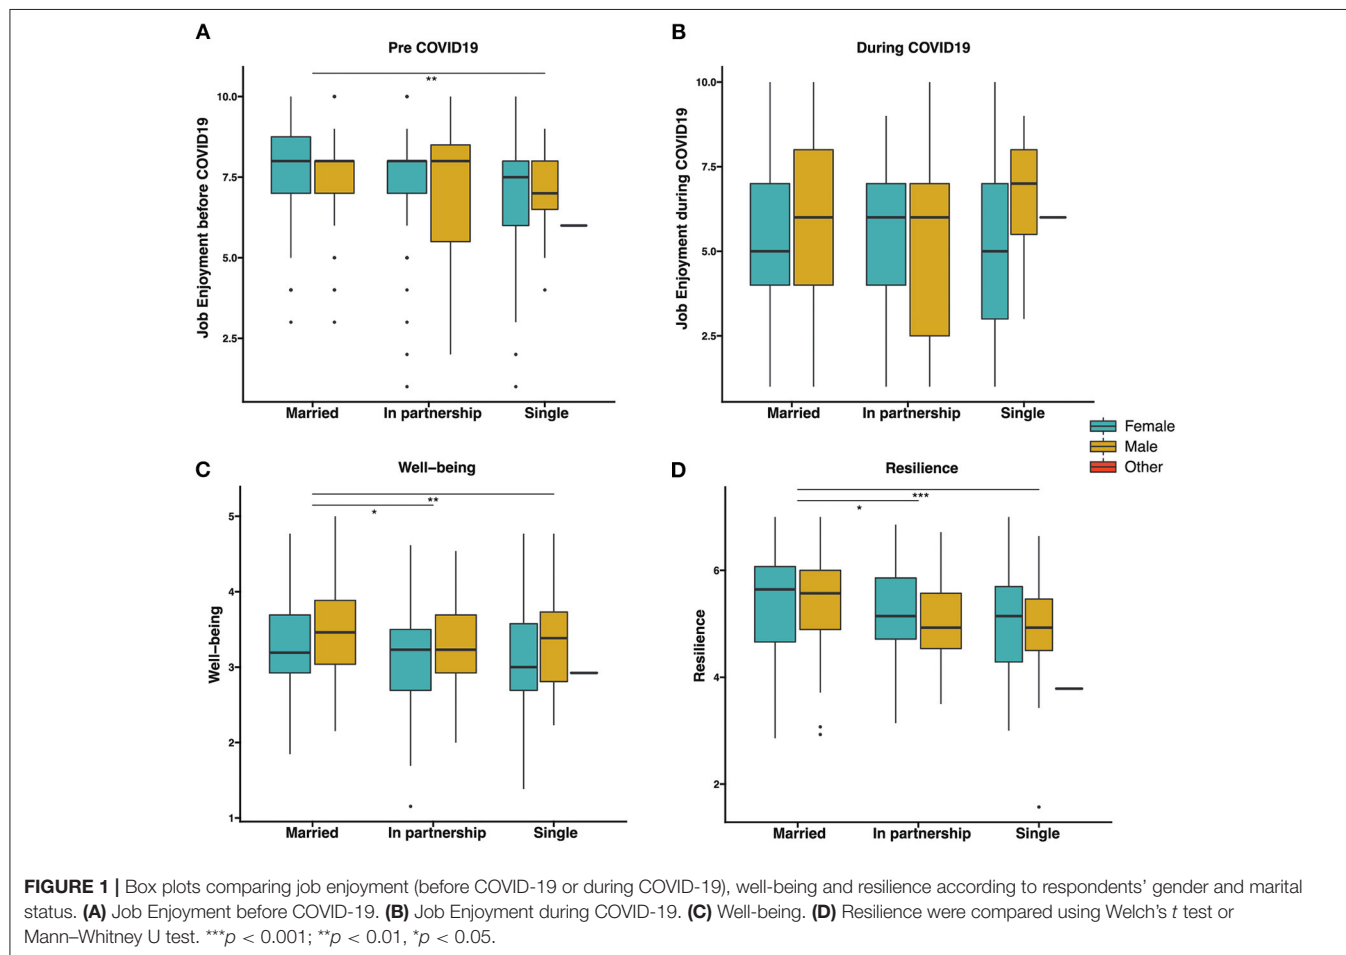 A
Pre COVID19
**
Job Enjoyment before COVID19
10.0
7.5
5.0
2.5
Married
In partnership
Single
B
During COVID19
Job Enjoyment during COVID19
10.0
7.5
5.0
2.5
Married
In partnership
Single
Female
Male
Other
C
Well–being
**
*
Well–being
5
4
3
2
1
Married
In partnership
Single
D
Resilience
***
*
Resilience
6
4
2
Married
In partnership
Single
FIGURE 1 | Box plots comparing job enjoyment (before COVID-19 or during COVID-19), well-being and resilience according to respondents' gender and marital
status. (A) Job Enjoyment before COVID-19. (B) Job Enjoyment during COVID-19. (C) Well-being. (D) Resilience were compared using Welch's t test or
Mann–Whitney U test. ***p < 0.001; **p < 0.01, *p < 0.05.